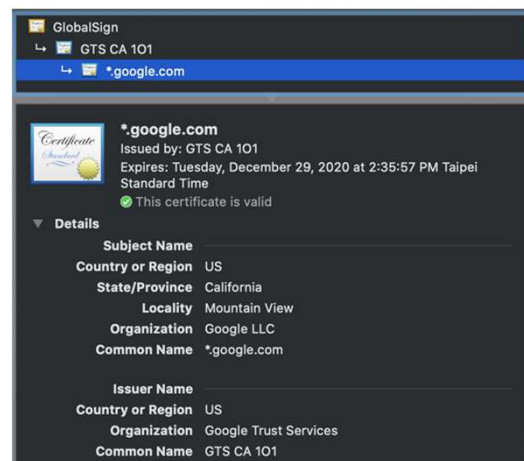 GlobalSign
GTS CA 1O1
*.google.com
Certificate
Standard
*.google.com
Issued by: GTS CA 1O1
Expires: Tuesday, December 29, 2020 at 2:35:57 PM Taipei
Standard Time
This certificate is valid
Details
Subject Name
Country or Region US
State/Province California
Locality Mountain View
Organization Google LLC
Common Name *.google.com
Issuer Name
Country or Region US
Organization Google Trust Services
Common Name GTS CA 1O1